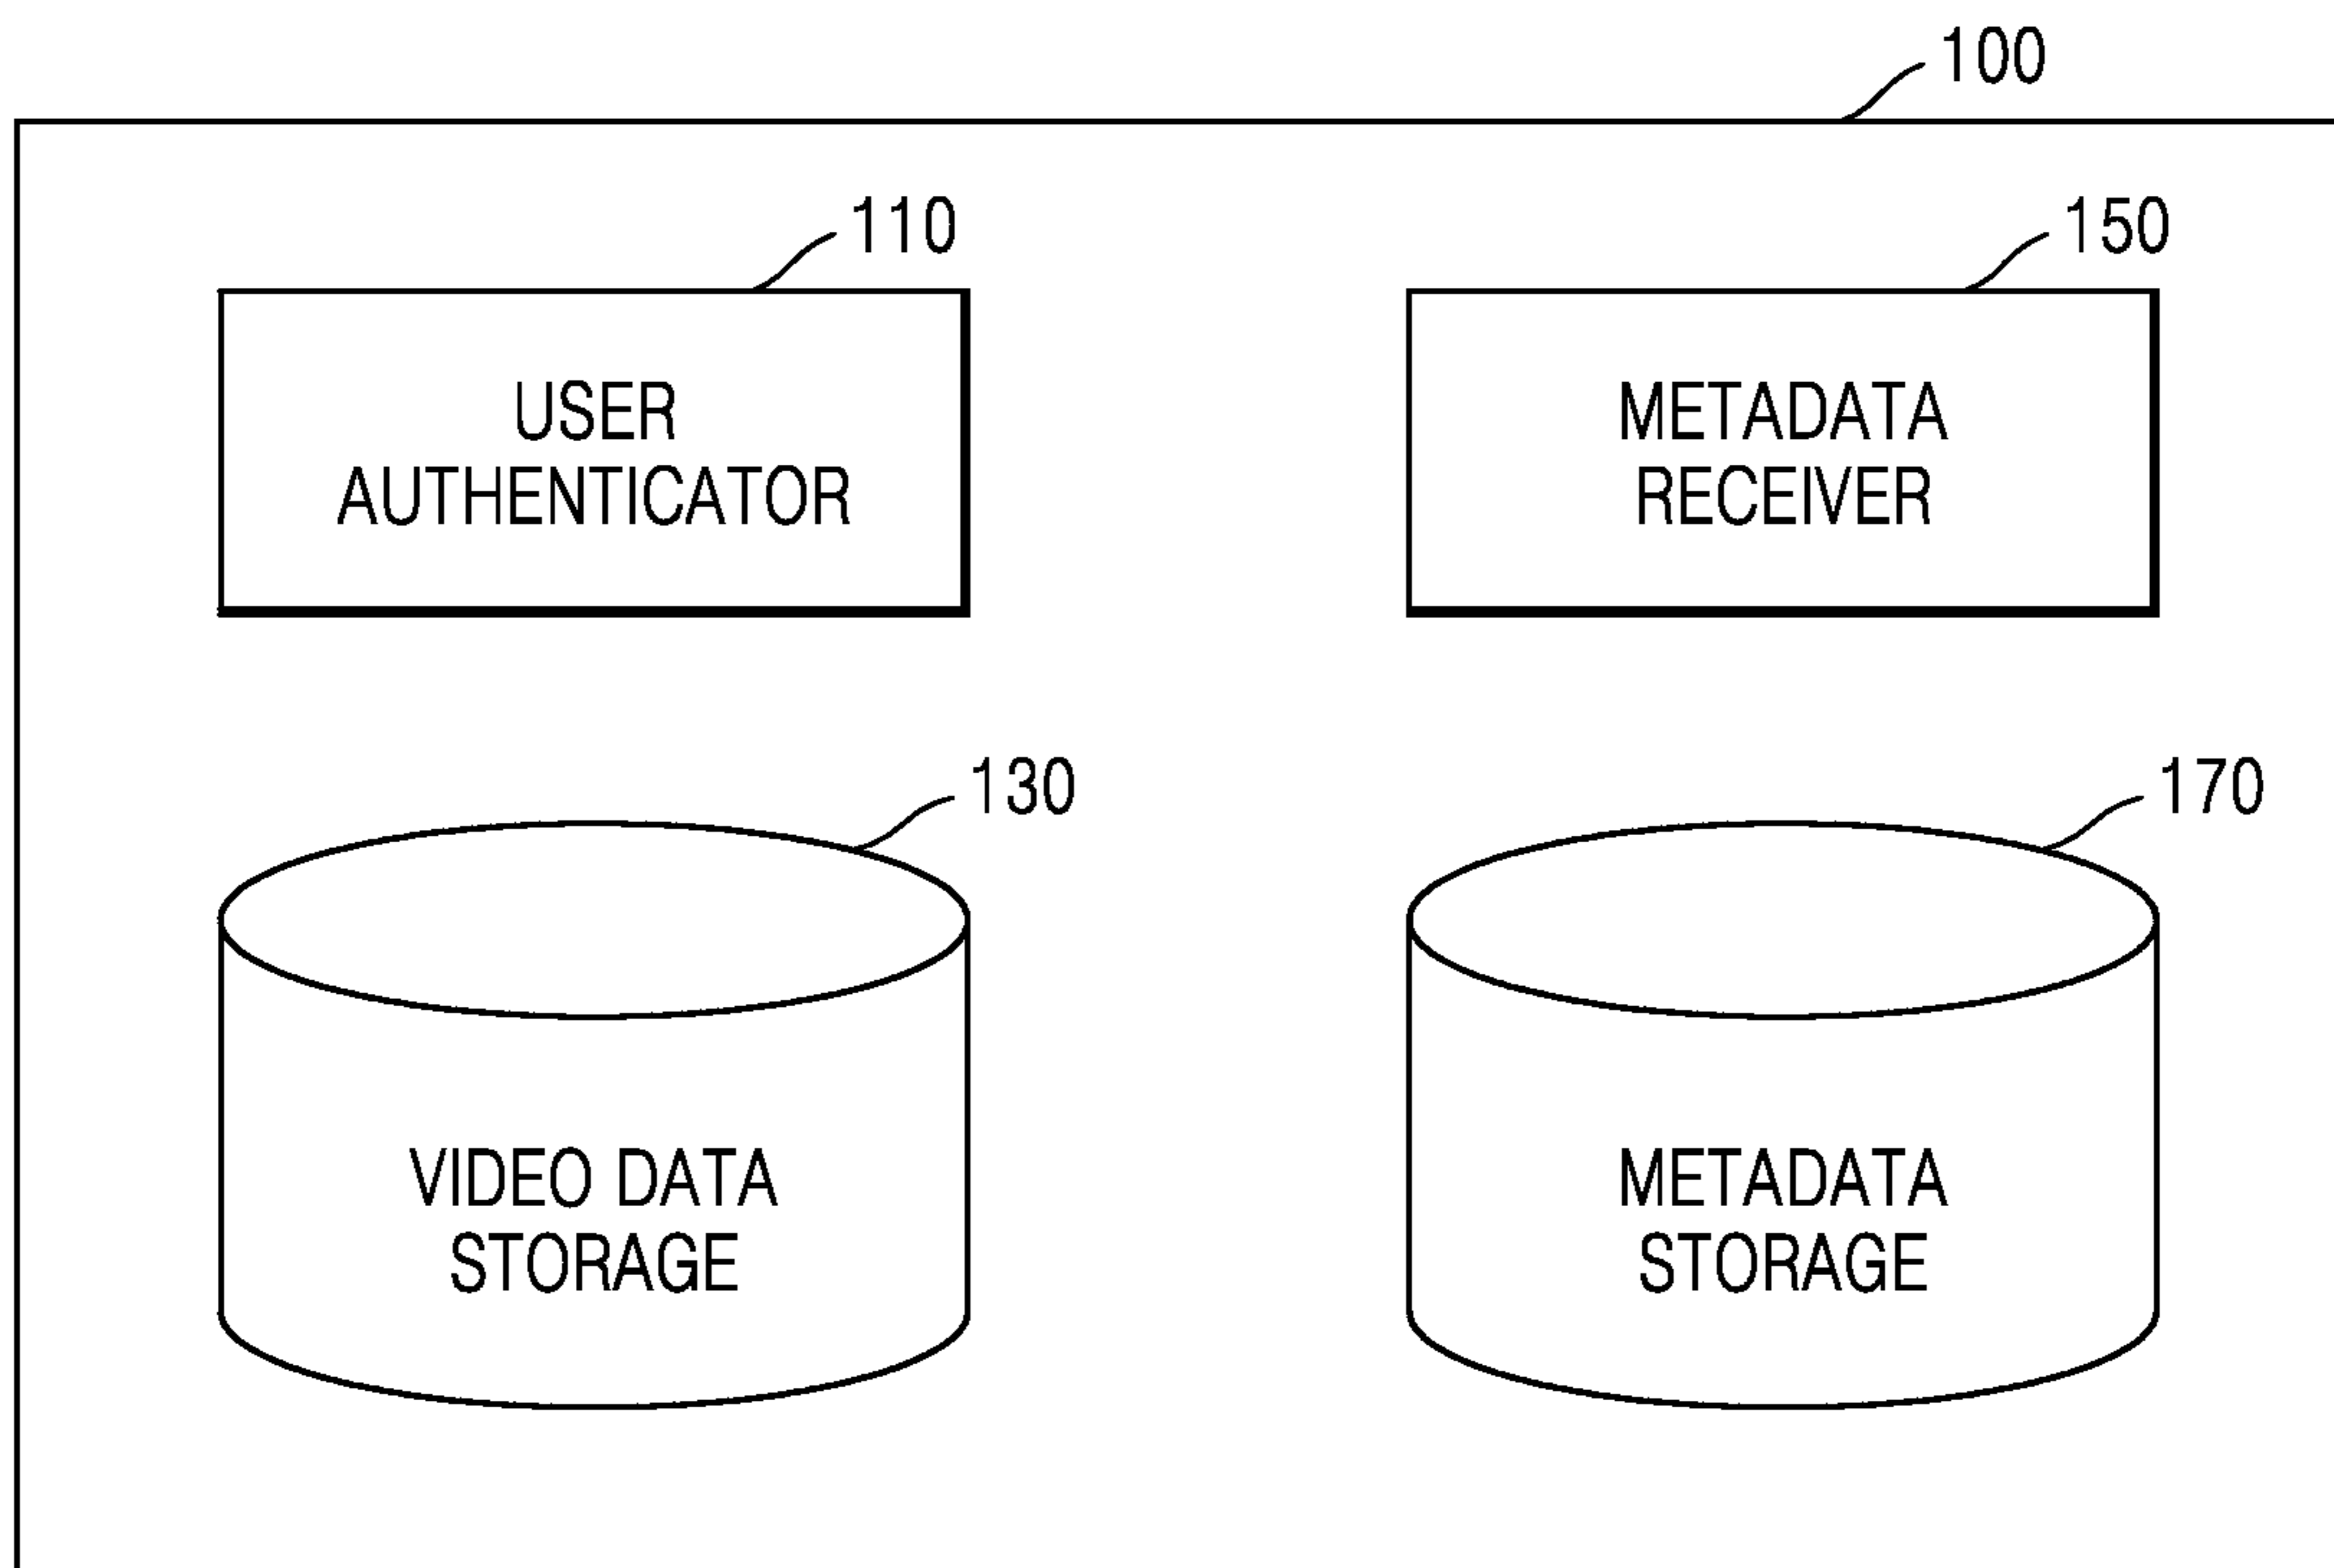 100
110
USER
AUTHENTICATOR
150
METADATA
RECEIVER
130
VIDEO DATA
STORAGE
170
METADATA
STORAGE